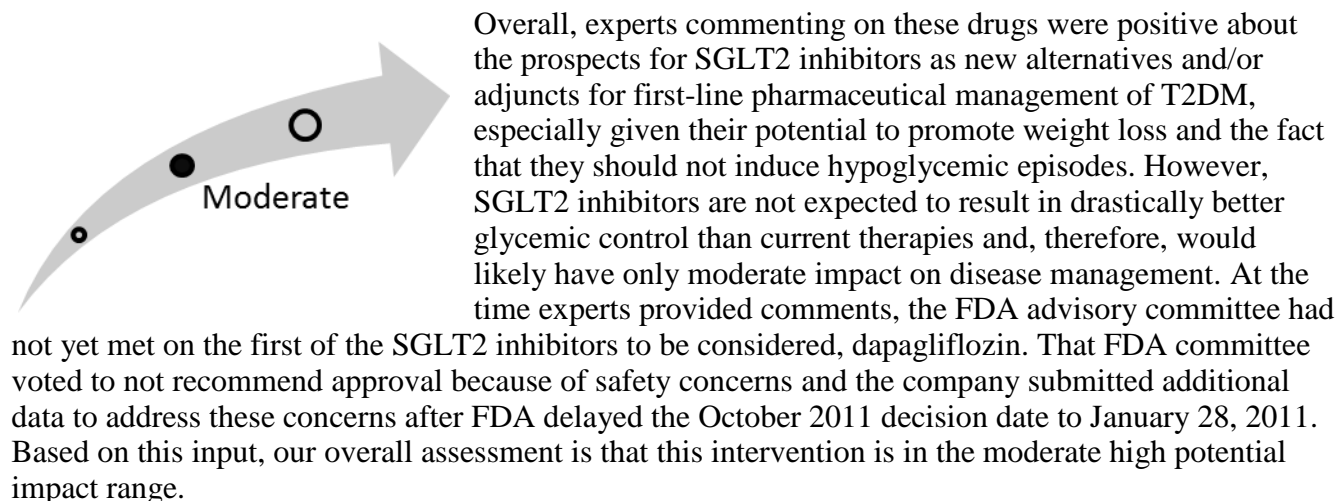 Overall, experts commenting on these drugs were positive about
the prospects for SGLT2 inhibitors as new alternatives and/or
adjuncts for first-line pharmaceutical management of T2DM,
especially given their potential to promote weight loss and the fact
that they should not induce hypoglycemic episodes. However,
Moderate
SGLT2 inhibitors are not expected to result in drastically better
glycemic control than current therapies and, therefore, would
likely have only moderate impact on disease management. At the
time experts provided comments, the FDA advisory committee had
not yet met on the first of the SGLT2 inhibitors to be considered, dapagliflozin. That FDA committee
voted to not recommend approval because of safety concerns and the company submitted additional
data to address these concerns after FDA delayed the October 2011 decision date to January 28, 2011.
Based on this input, our overall assessment is that this intervention is in the moderate high potential
impact range.